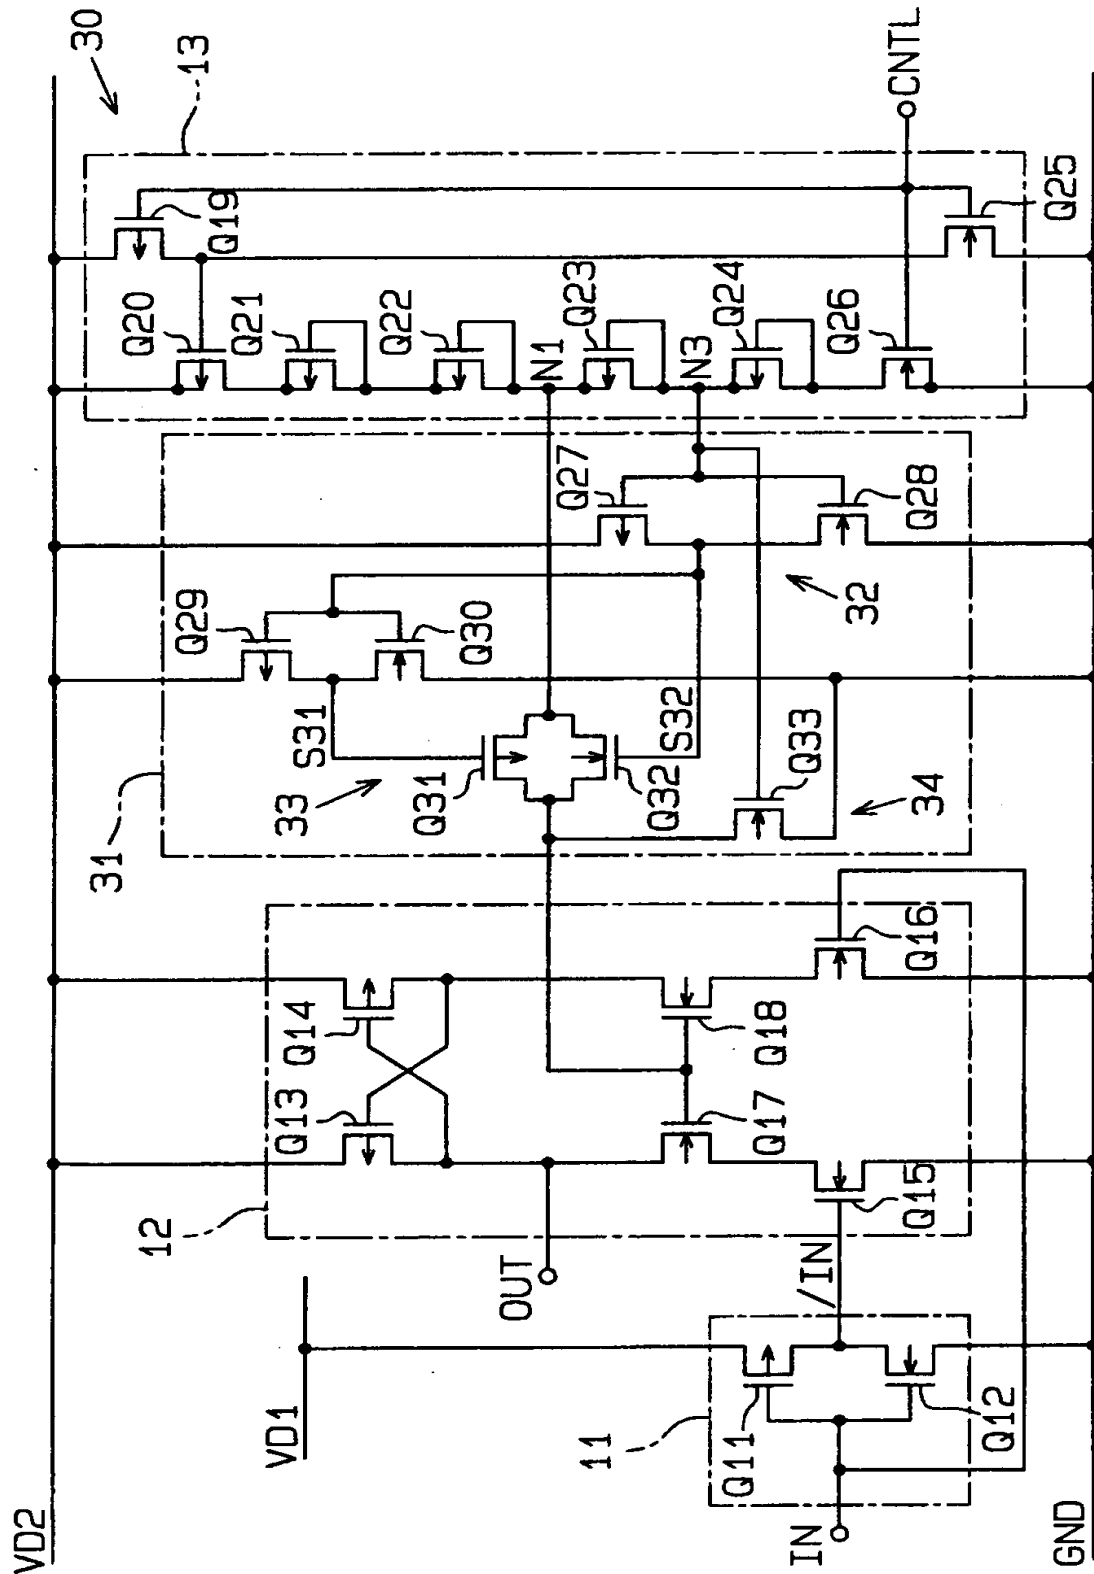 30
13
VD2
Q19
Q20
Q21
Q22
N1
Q23
N3
Q24
Q26
CNTL
Q25
31
Q29
Q30
S31
33
Q31
Q32
S32
Q27
32
Q28
Q33
34
12
Q14
Q13
Q18
Q17
Q16
Q15
OUT
/IN
VD1
11
Q11
Q12
IN
GND